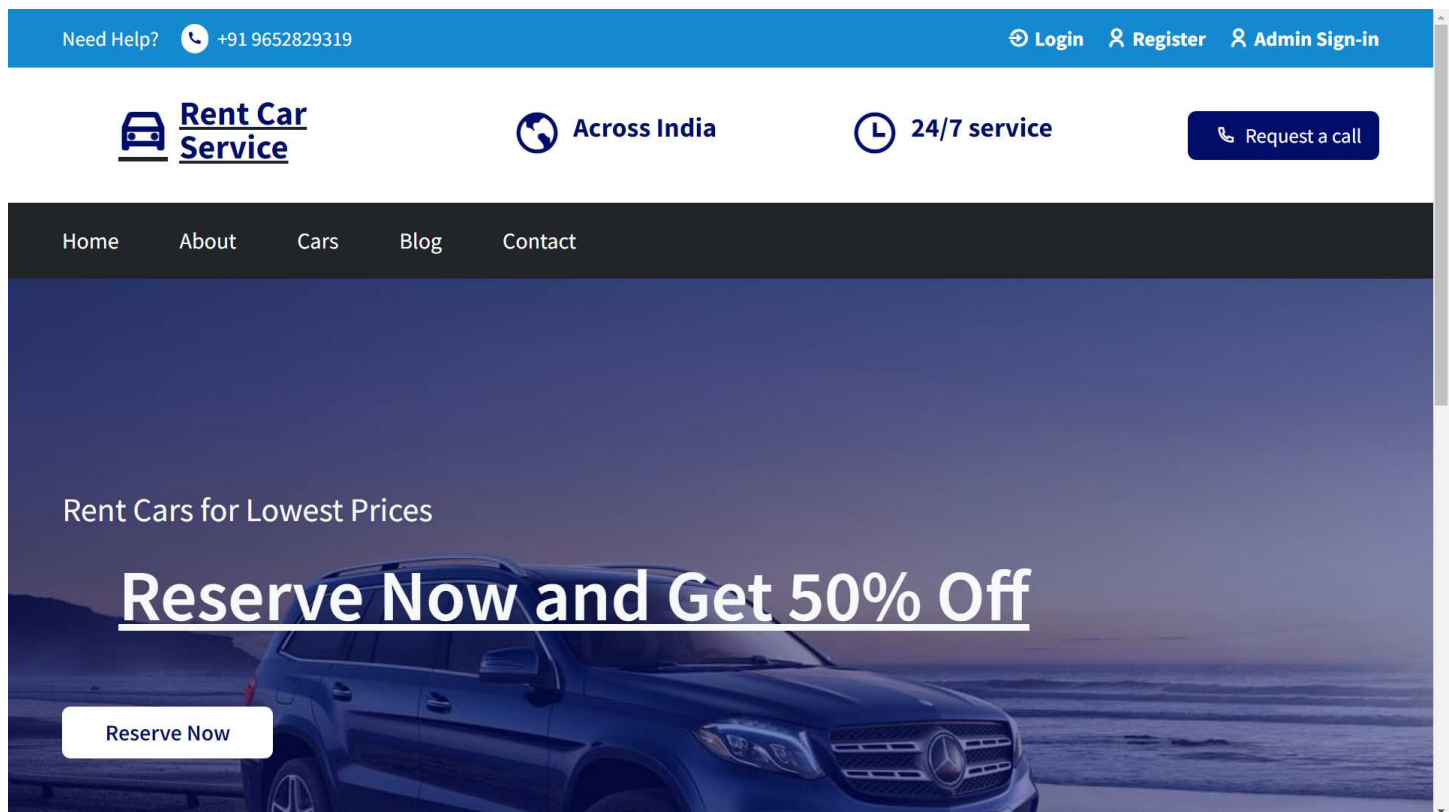 Need Help? +91 9652829319 Login Register Admin Sign-in
Rent Car
Service
Across India
24/7 service
Request a call
Home About Cars Blog Contact
Rent Cars for Lowest Prices
Reserve Now and Get 50% Off
Reserve Now